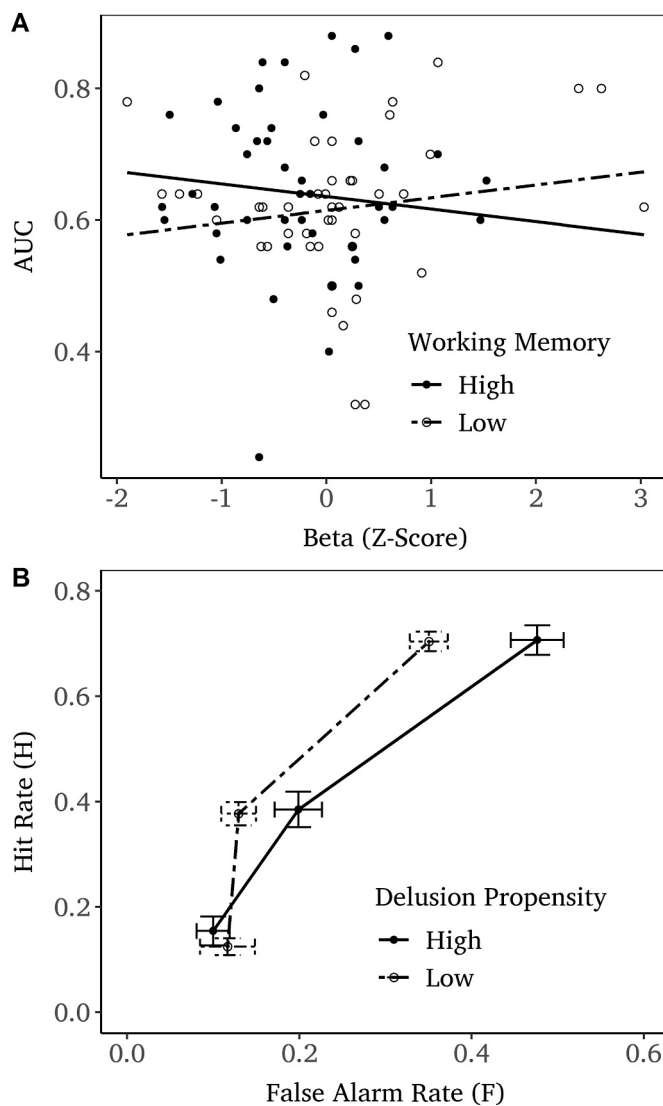 A
0.8
0.6
0.4
AUC
Working Memory
High
Low
-2 -1 0 1 2 3
Beta (Z-Score)
B
0.8
0.6
0.4
0.2
0.0
Hit Rate (H)
Delusion Propensity
High
Low
0.0 0.2 0.4 0.6
False Alarm Rate (F)